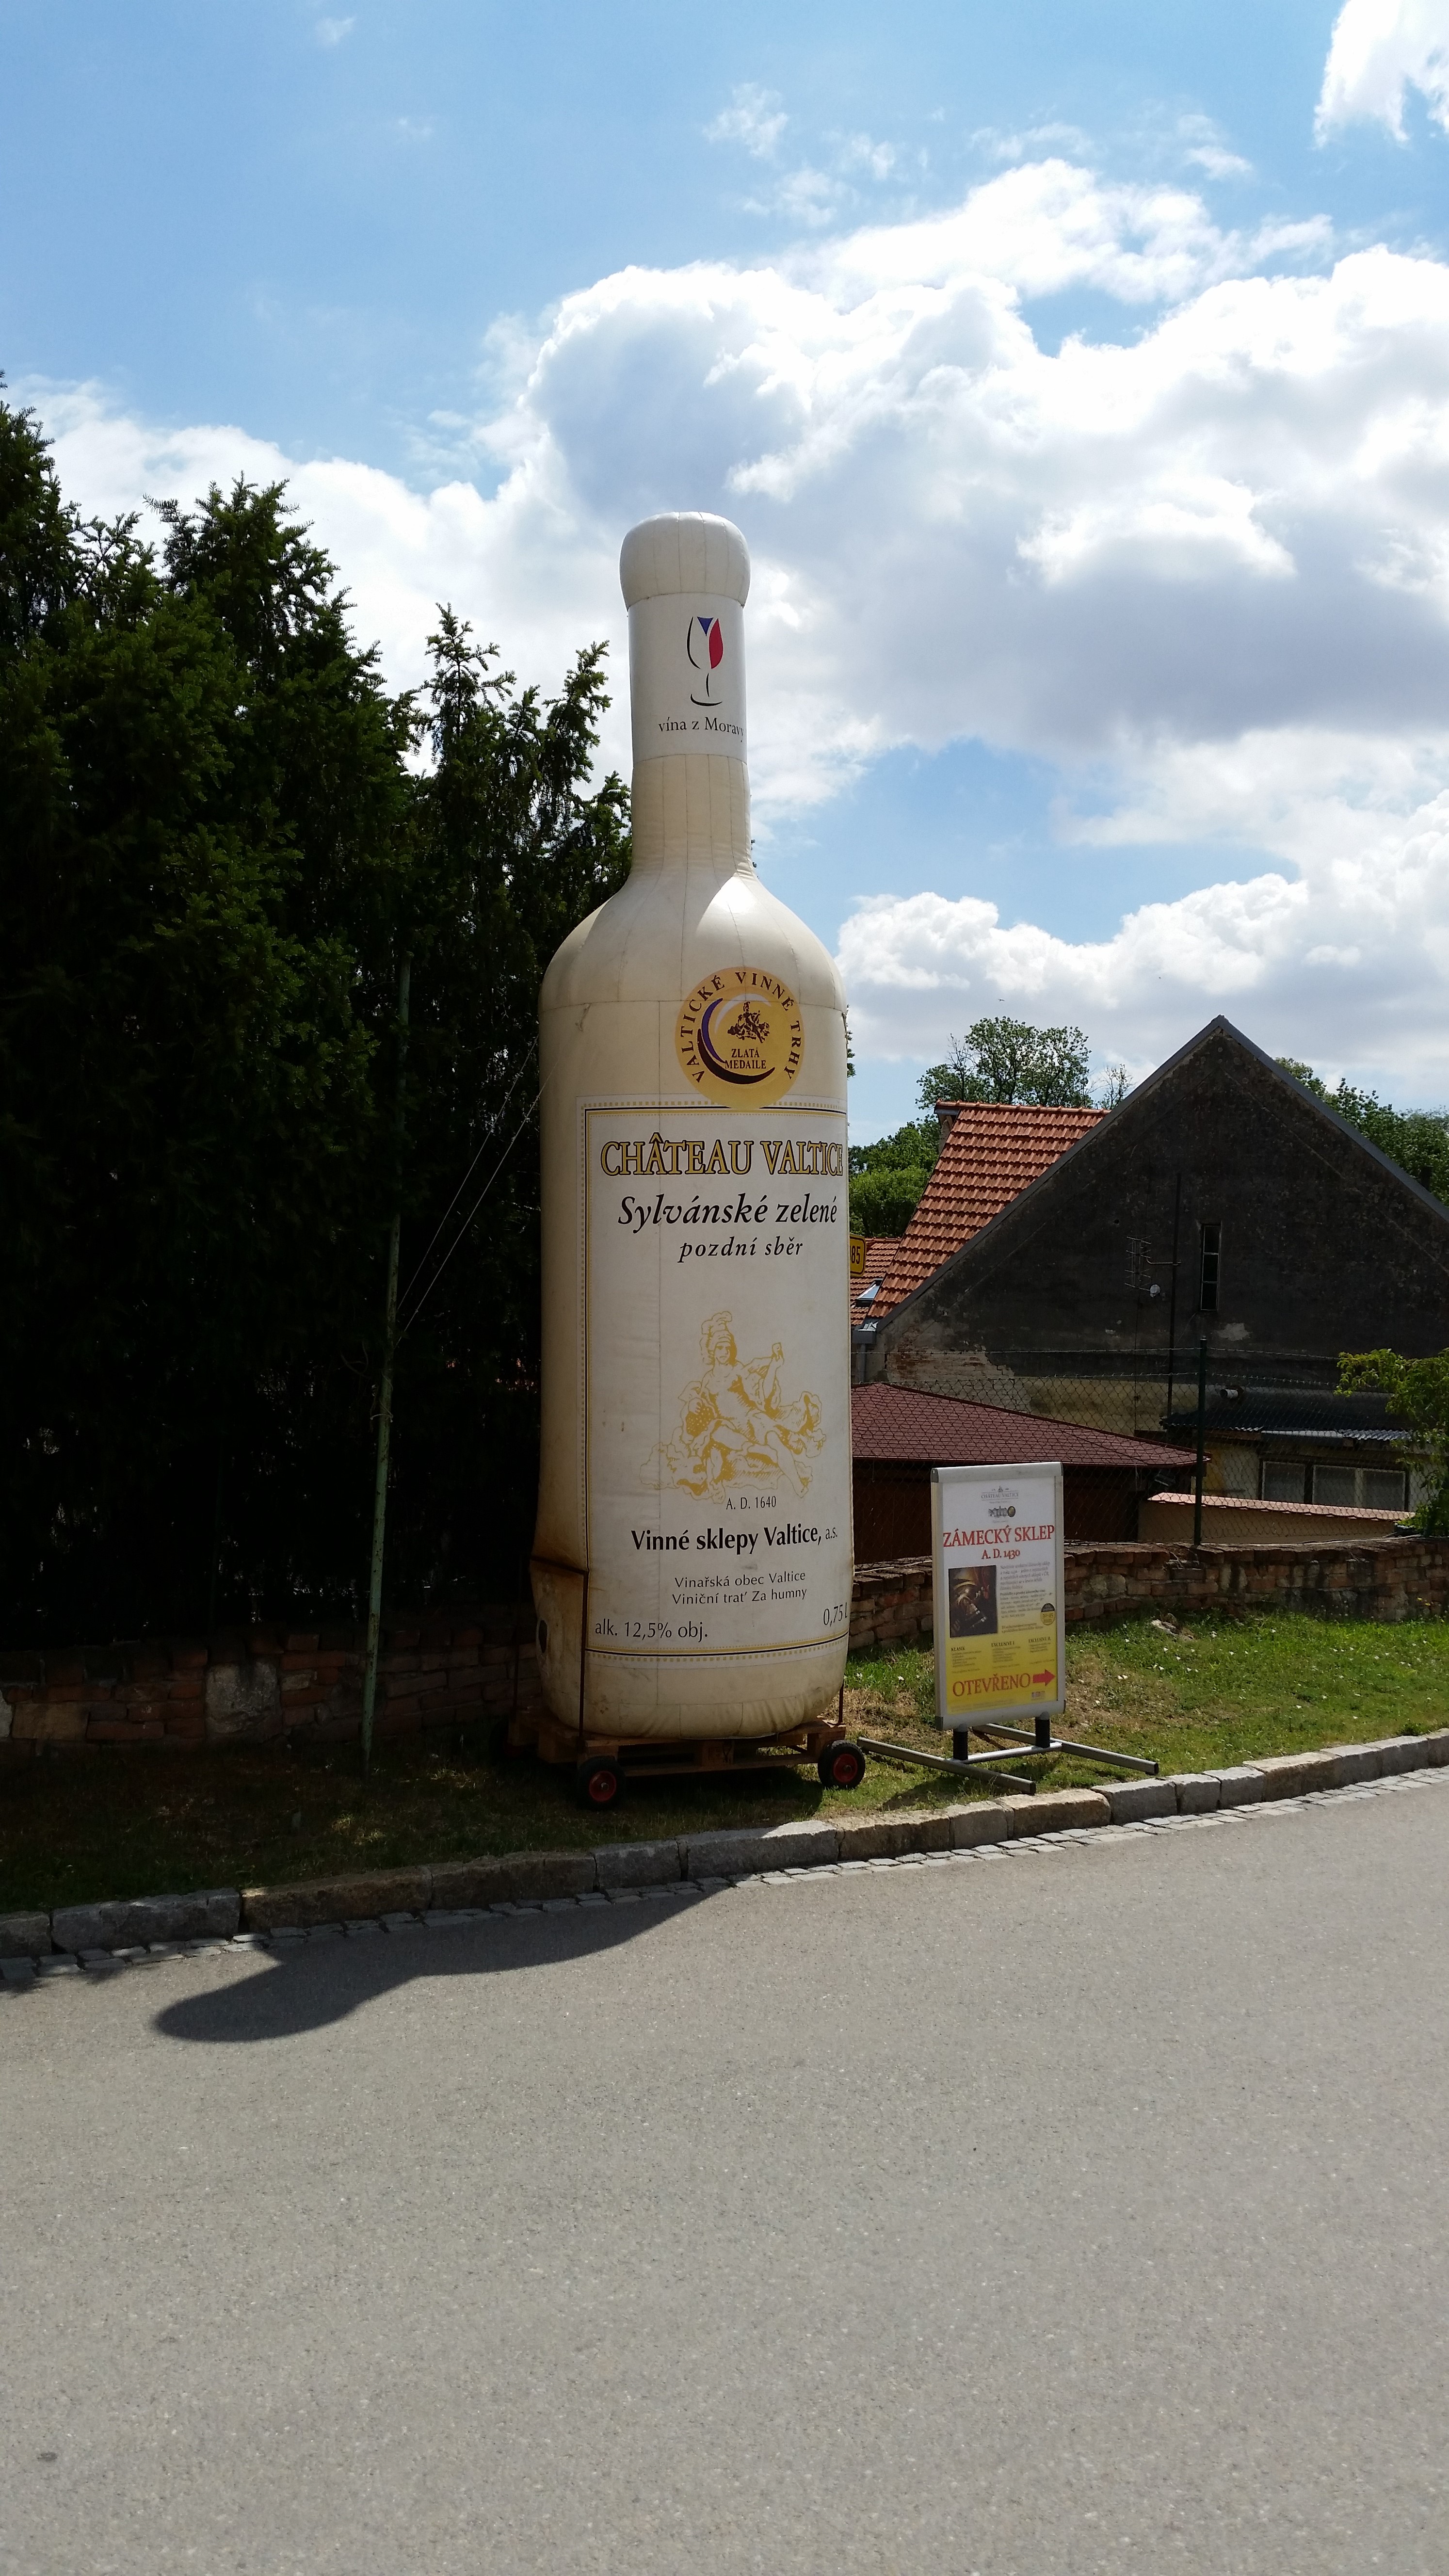 vína z Moravy
VALTICKÉ VINNÉ TRHY
ZLATÁ
MEDAILE
CHÂTEAU VALTICE
Sylvánské zelené
pozdní sběr
85
A. D. 1640
Vinné sklepy Valtice, a.s.
Vinařská obec Valtice
Viniční trať Za humny
alk. 12,5% obj.
0,75 l
ZÁMECKÝ SKLEP
A. D. 1430
OTEVŘENO